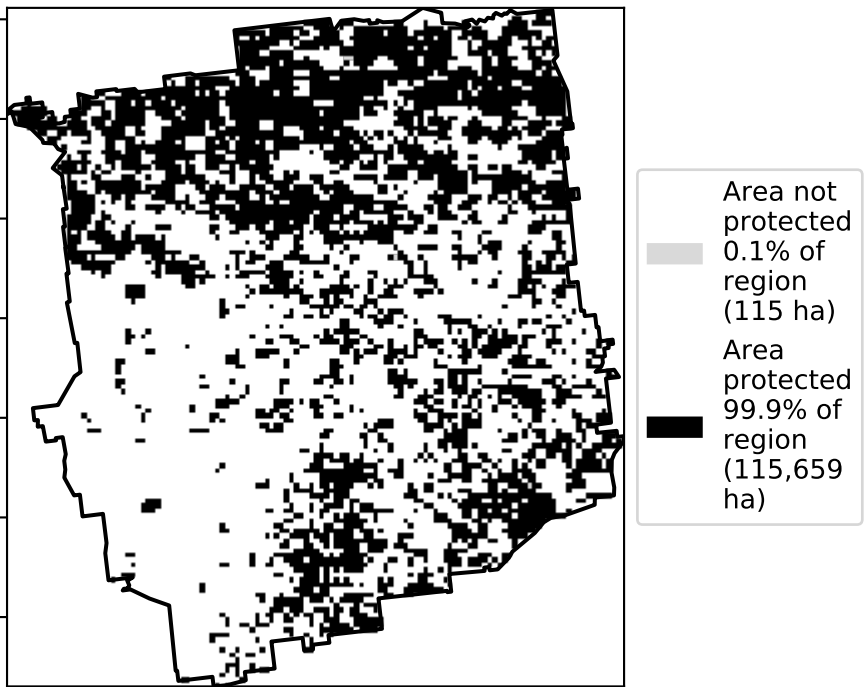 Area not
protected
0.1% of
region
(115 ha)
Area
protected
99.9% of
region
(115,659
ha)